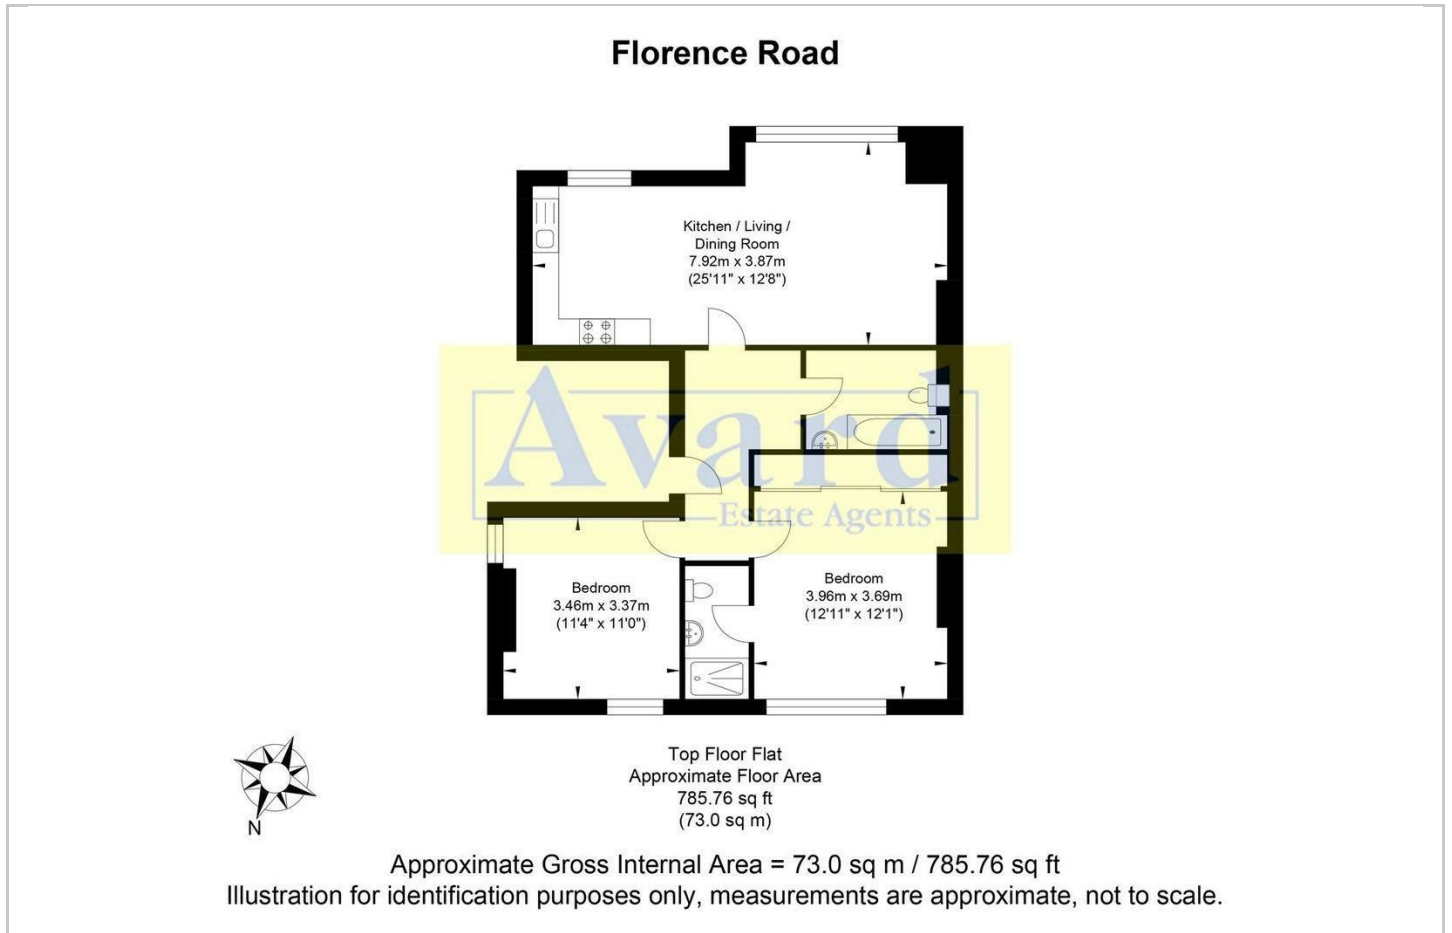 Florence Road
Kitchen / Living /
Dining Room
7.92m x 3.87m
(25'11" x 12'8")
Avard
Estate Agents
Bedroom
3.46m x 3.37m
(11'4" x 11'0")
Bedroom
3.96m x 3.69m
(12'11" x 12'1")
N
Top Floor Flat
Approximate Floor Area
785.76 sq ft
(73.0 sq m)
Approximate Gross Internal Area = 73.0 sq m / 785.76 sq ft
Illustration for identification purposes only, measurements are approximate, not to scale.